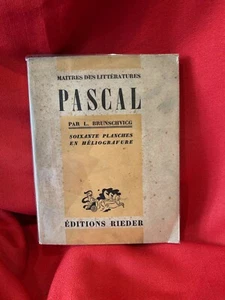 MAITRES DES LITTÉRATURES
PASCAL
PAR L. BRUNSCHVICG
SOIXANTE PLANCHES
EN HÉLIOGRAVURE
ÉDITIONS RIEDER